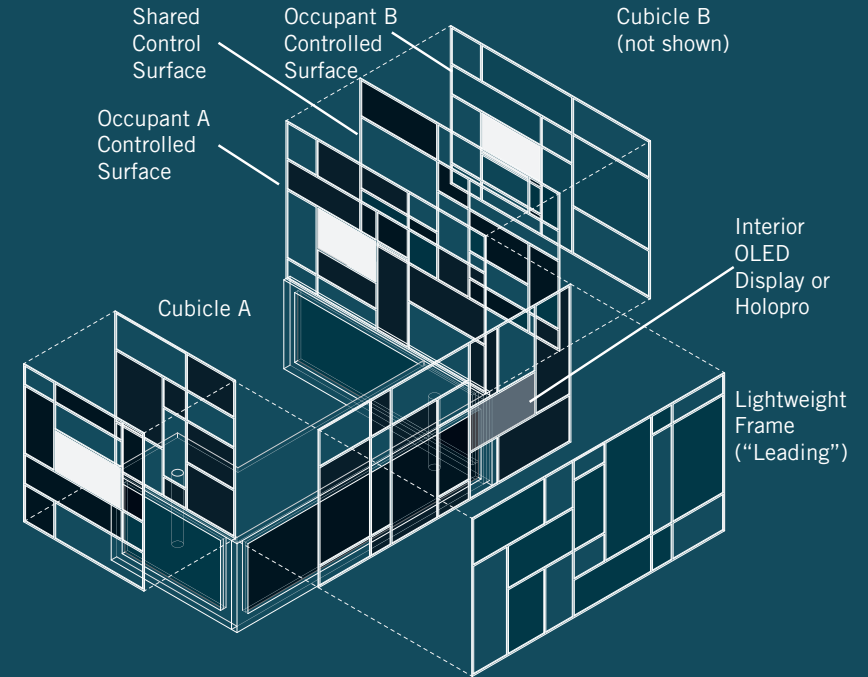 Shared
Control
Surface
Occupant B
Controlled
Surface
Cubicle B
(not shown)
Occupant A
Controlled
Surface
Interior
OLED
Display or
Holopro
Cubicle A
Lightweight
Frame
(“Leading”)